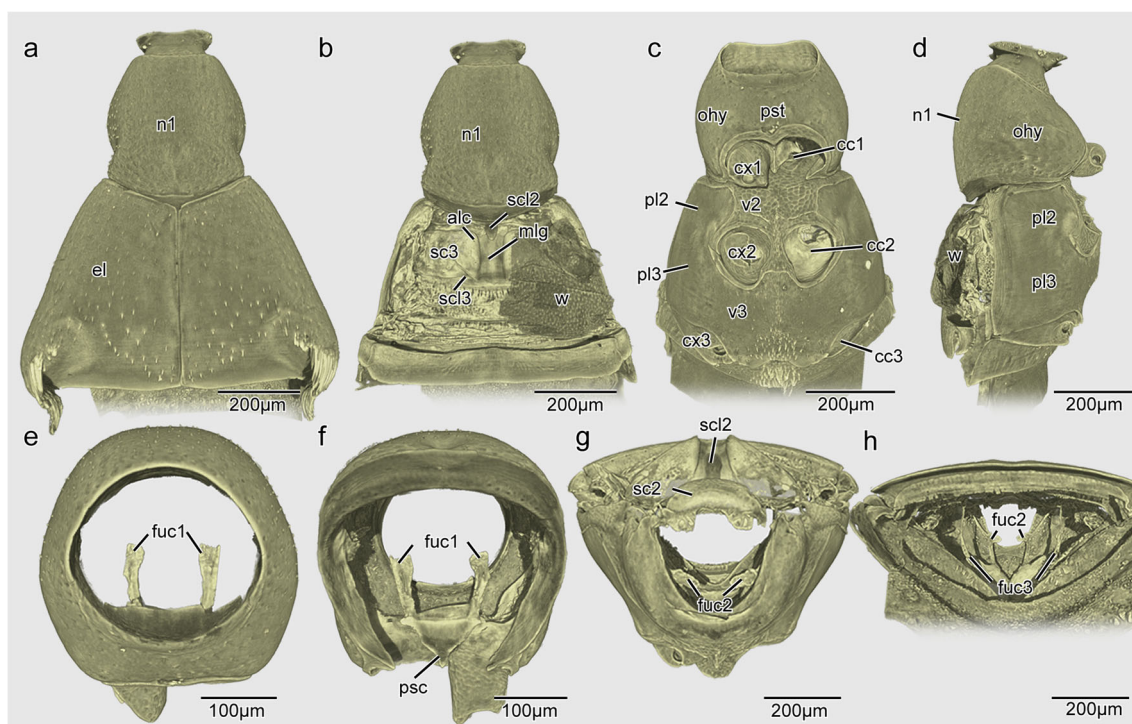 a
n1
el
200µm
b
n1
scl2
alc
mlg
sc3
scl3
w
200µm
c
ohy
pst
cc1
cx1
pl2
v2
cx2
cc2
pl3
v3
cx3
cc3
200µm
d
n1
ohy
pl2
w
pl3
200µm
e
fuc1
100µm
f
fuc1
psc
100µm
g
scl2
sc2
fuc2
200µm
h
fuc2
fuc3
200µm